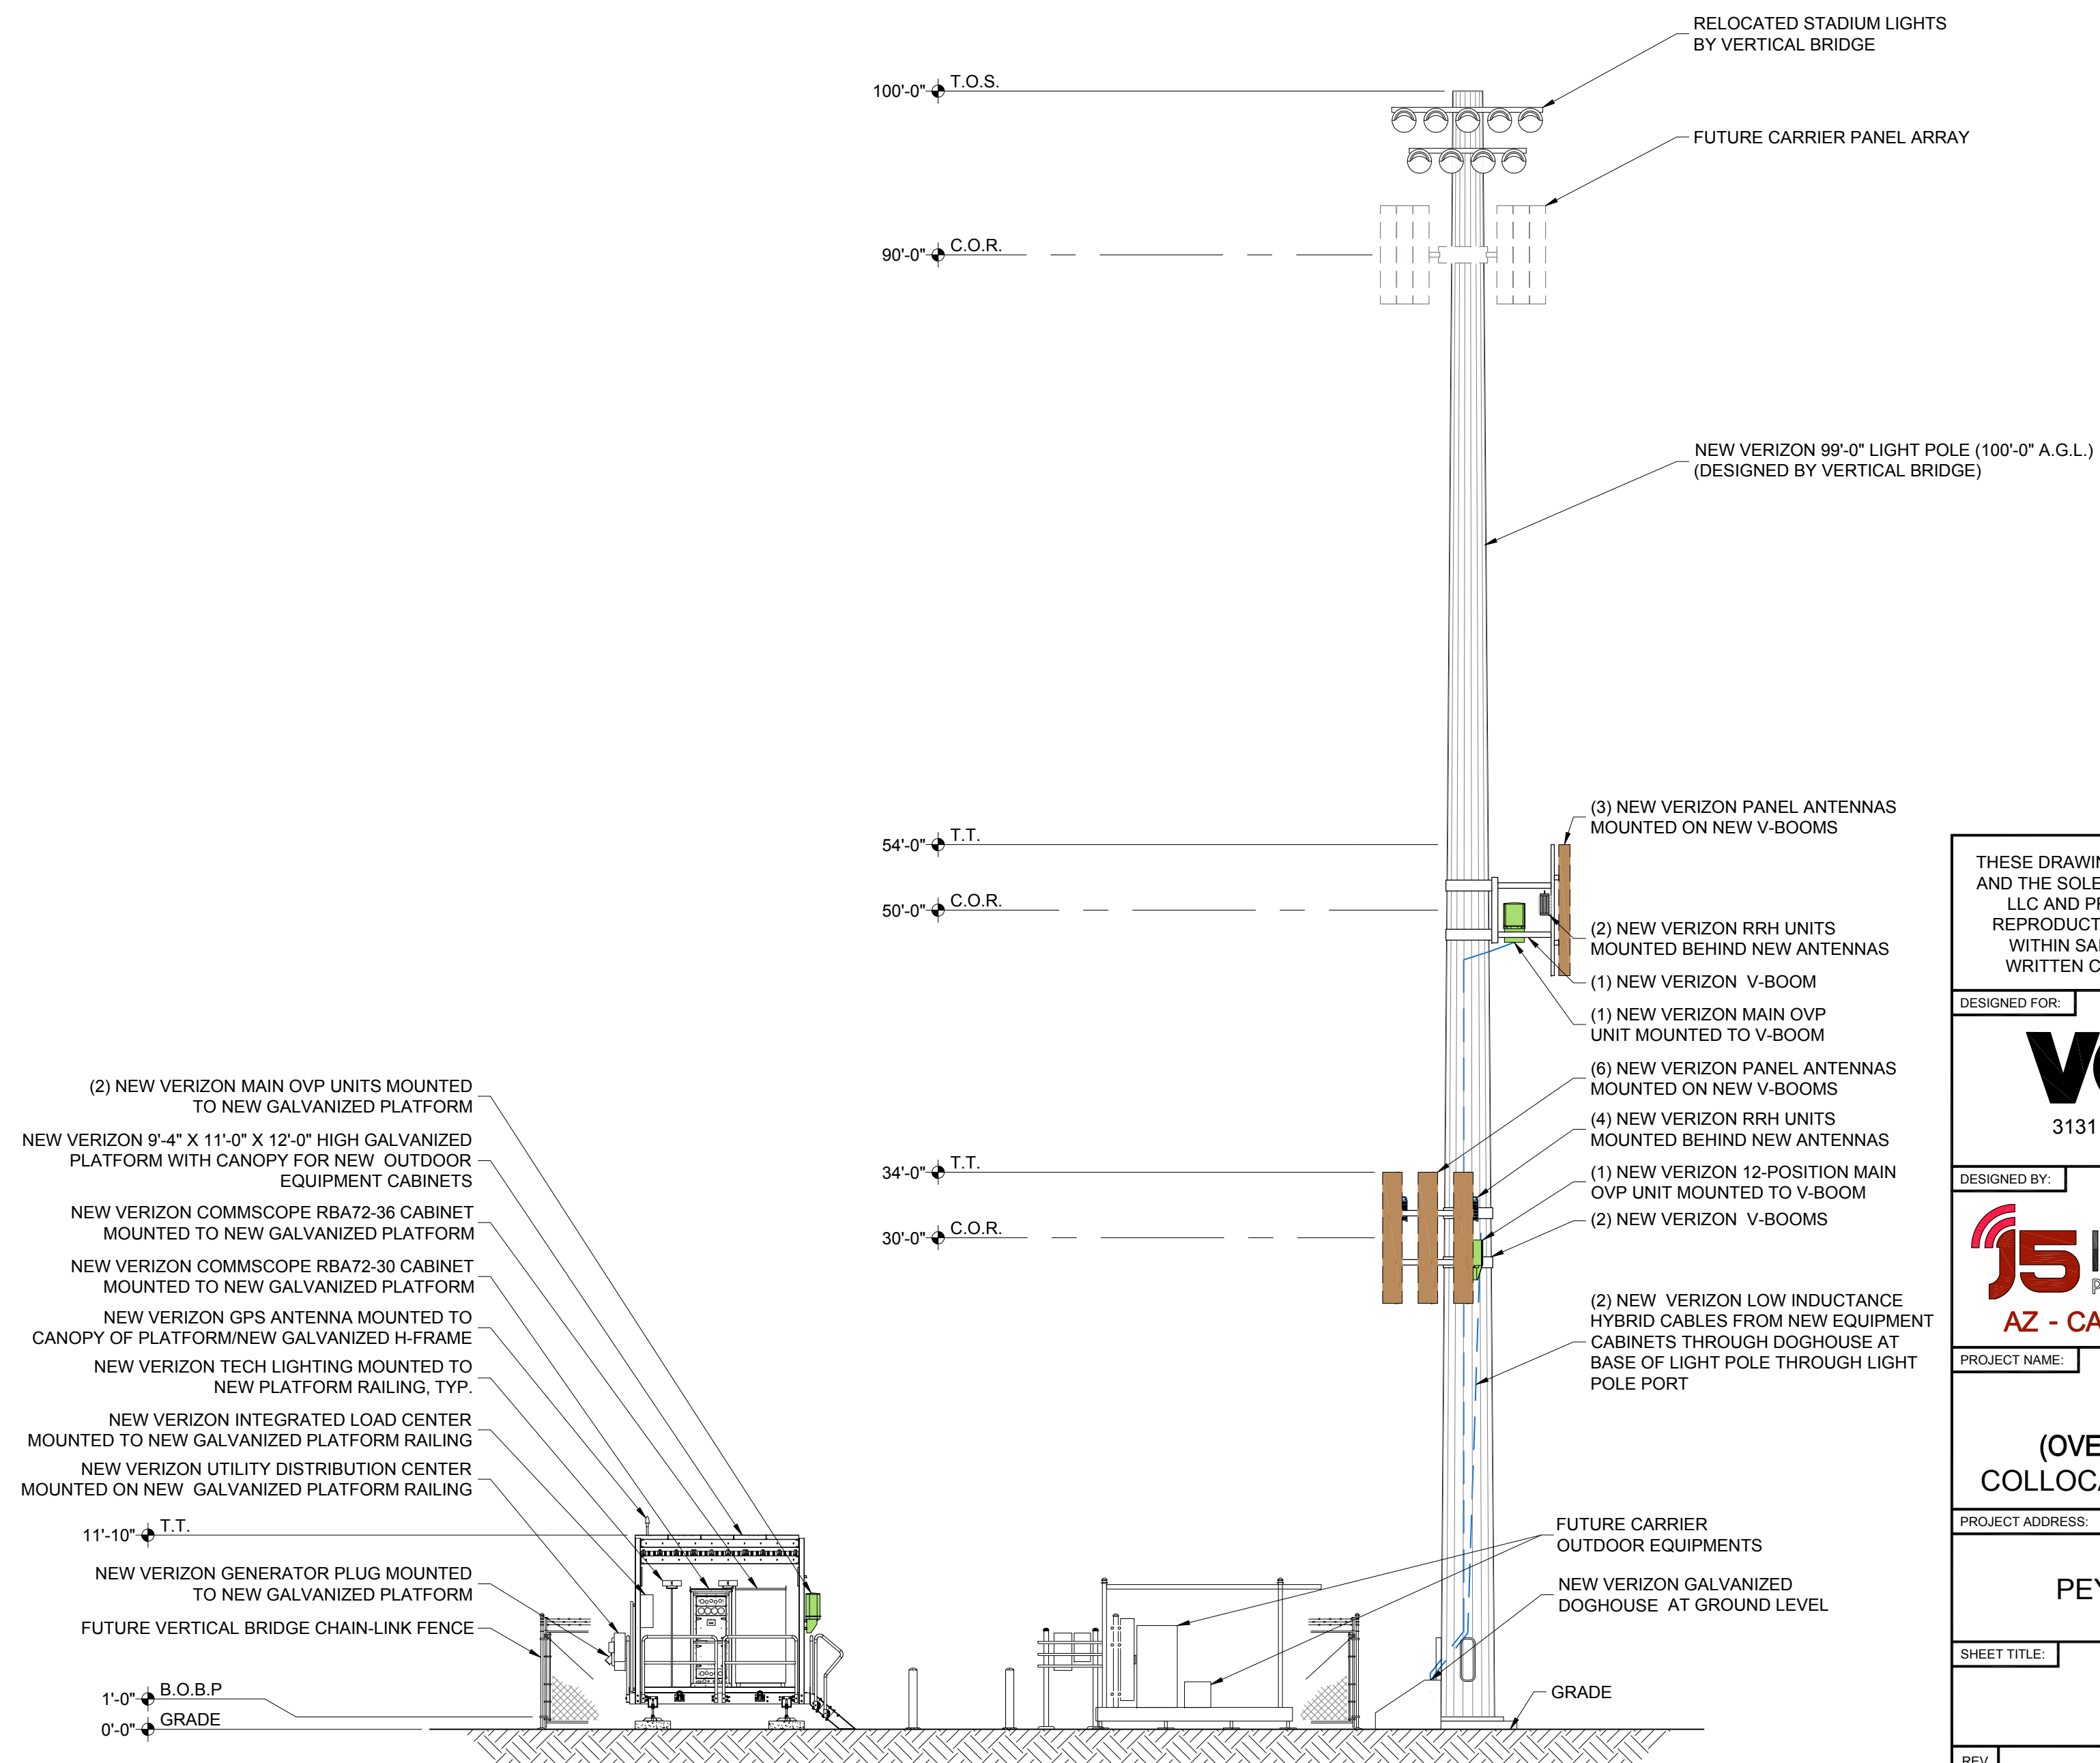 RELOCATED STADIUM LIGHTS
BY VERTICAL BRIDGE
100'-0" T.O.S.
FUTURE CARRIER PANEL ARRAY
90'-0" C.O.R.
NEW VERIZON 99'-0" LIGHT POLE (100'-0" A.G.L.)
(DESIGNED BY VERTICAL BRIDGE)
(3) NEW VERIZON PANEL ANTENNAS
MOUNTED ON NEW V-BOOMS
54'-0" T.T.
50'-0" C.O.R.
(2) NEW VERIZON RRH UNITS
MOUNTED BEHIND NEW ANTENNAS
(1) NEW VERIZON V-BOOM
(1) NEW VERIZON MAIN OVP
UNIT MOUNTED TO V-BOOM
(6) NEW VERIZON PANEL ANTENNAS
MOUNTED ON NEW V-BOOMS
(4) NEW VERIZON RRH UNITS
MOUNTED BEHIND NEW ANTENNAS
34'-0" T.T.
(1) NEW VERIZON 12-POSITION MAIN
OVP UNIT MOUNTED TO V-BOOM
(2) NEW VERIZON V-BOOMS
30'-0" C.O.R.
(2) NEW VERIZON LOW INDUCTANCE
HYBRID CABLES FROM NEW EQUIPMENT
CABINETS THROUGH DOGHOUSE AT
BASE OF LIGHT POLE THROUGH LIGHT
POLE PORT
(2) NEW VERIZON MAIN OVP UNITS MOUNTED
TO NEW GALVANIZED PLATFORM
NEW VERIZON 9'-4" X 11'-0" X 12'-0" HIGH GALVANIZED
PLATFORM WITH CANOPY FOR NEW OUTDOOR
EQUIPMENT CABINETS
NEW VERIZON COMMSCOPE RBA72-36 CABINET
MOUNTED TO NEW GALVANIZED PLATFORM
NEW VERIZON COMMSCOPE RBA72-30 CABINET
MOUNTED TO NEW GALVANIZED PLATFORM
NEW VERIZON GPS ANTENNA MOUNTED TO
CANOPY OF PLATFORM/NEW GALVANIZED H-FRAME
NEW VERIZON TECH LIGHTING MOUNTED TO
NEW PLATFORM RAILING, TYP.
NEW VERIZON INTEGRATED LOAD CENTER
MOUNTED TO NEW GALVANIZED PLATFORM RAILING
NEW VERIZON UTILITY DISTRIBUTION CENTER
MOUNTED ON NEW GALVANIZED PLATFORM RAILING
11'-10" T.T.
NEW VERIZON GENERATOR PLUG MOUNTED
TO NEW GALVANIZED PLATFORM
FUTURE VERTICAL BRIDGE CHAIN-LINK FENCE
1'-0" B.O.B.P
0'-0" GRADE
FUTURE CARRIER
OUTDOOR EQUIPMENTS
NEW VERIZON GALVANIZED
DOGHOUSE AT GROUND LEVEL
GRADE
THESE
AND THE SOLE
LLC AND
WITHIN
WRITTEN
DESIGNED FOR:
3131
DESIGNED BY:
J5
AZ - CA
PROJECT NAME:
PROJECT ADDRESS:
SHEET TITLE:
REV